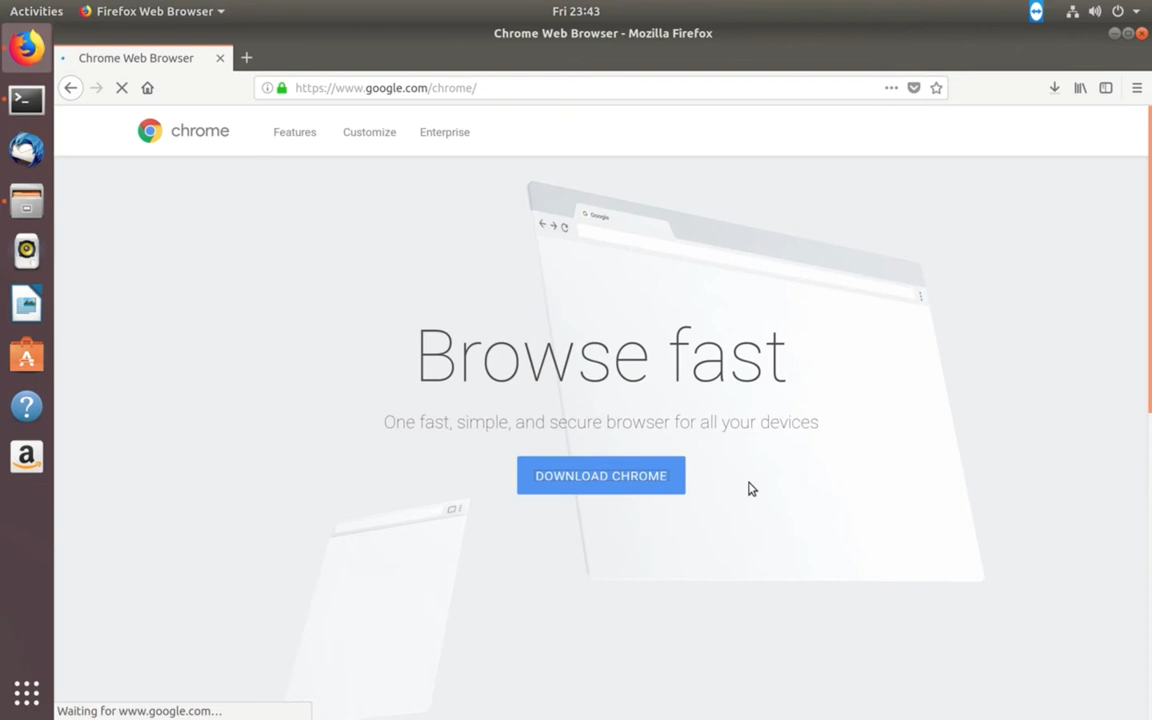 Activities
Firefox Web Browser
Fri 23:43
Chrome Web Browser - Mozilla Firefox
Chrome Web Browser
https://www.google.com/chrome/
chrome
Features
Customize
Enterprise
Google
Browse fast
One fast, simple, and secure browser for all your devices
DOWNLOAD CHROME
Waiting for www.google.com...